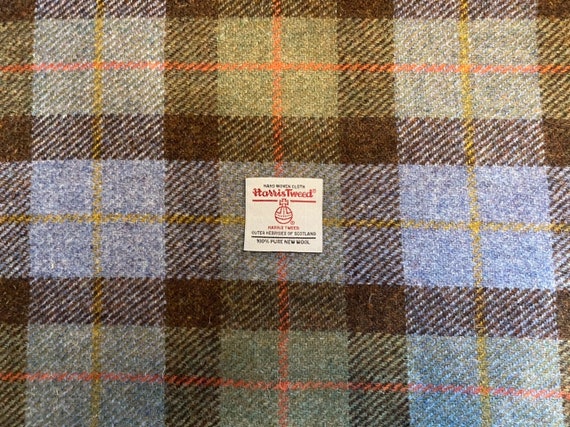 HAND WOVEN CLOTH
Harris Tweed®
®
HARRIS TWEED
OUTER HEBRIDES OF SCOTLAND
100% PURE NEW WOOL